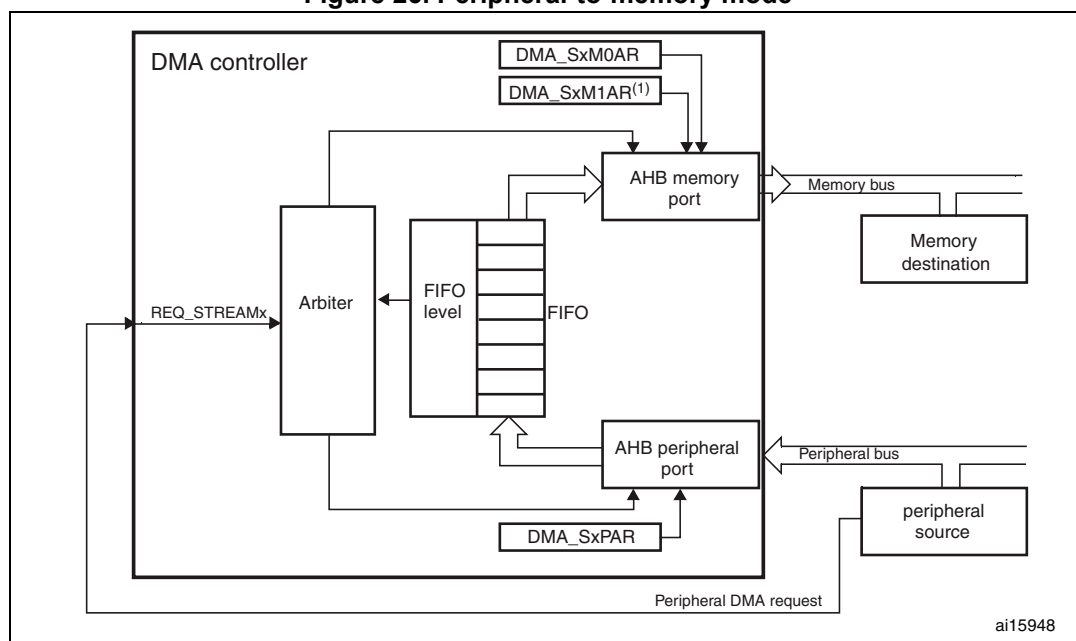 Figure 26. Peripheral-to-memory mode
DMA controller
DMA_SxM0AR
DMA_SxM1AR(1)
AHB memory
port
Memory bus
Memory
destination
Arbiter
FIFO
level
FIFO
REQ_STREAMx
AHB peripheral
port
Peripheral bus
peripheral
source
DMA_SxPAR
Peripheral DMA request
ai15948